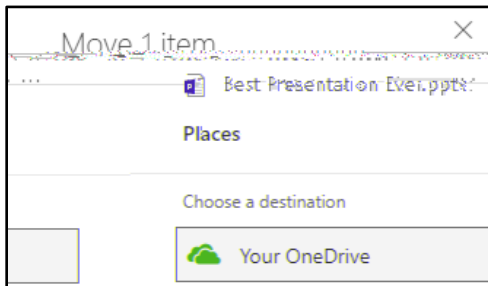 Move 1 item
...
Best Presentation Ever.pptx
Places
Choose a destination
Your OneDrive